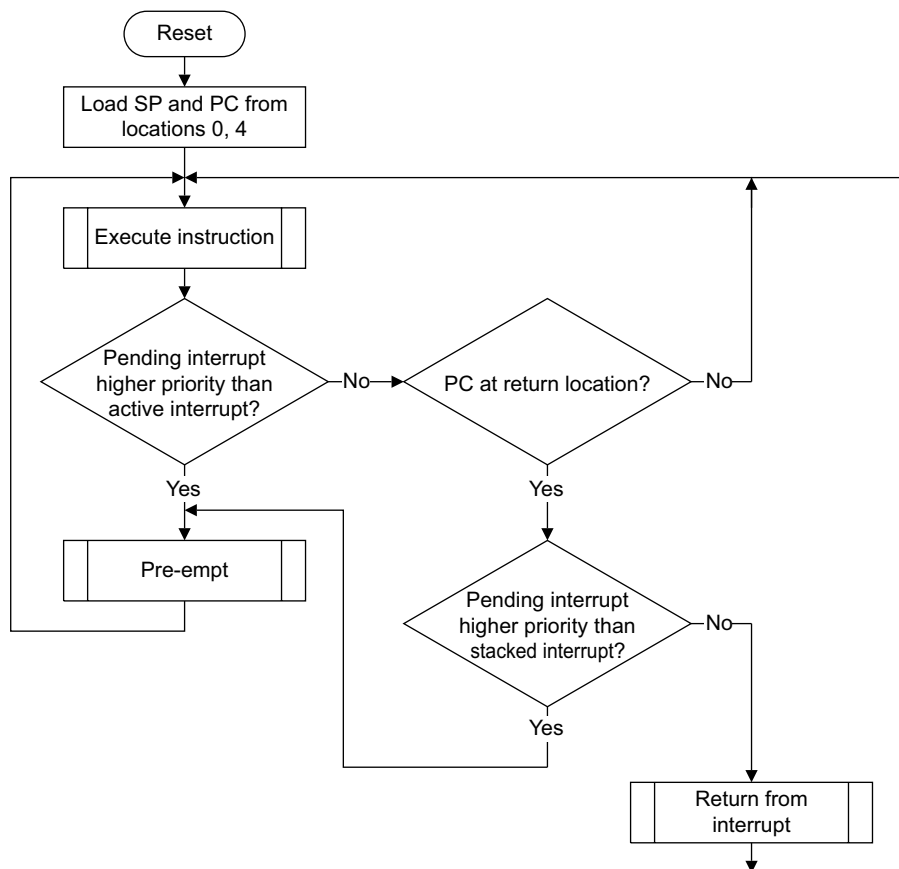 Reset
Load SP and PC from
locations 0, 4
Execute instruction
Pending interrupt
higher priority than
active interrupt?
No
PC at return location?
No
Yes
Yes
Pre-empt
Pending interrupt
higher priority than
stacked interrupt?
No
Yes
Return from
interrupt